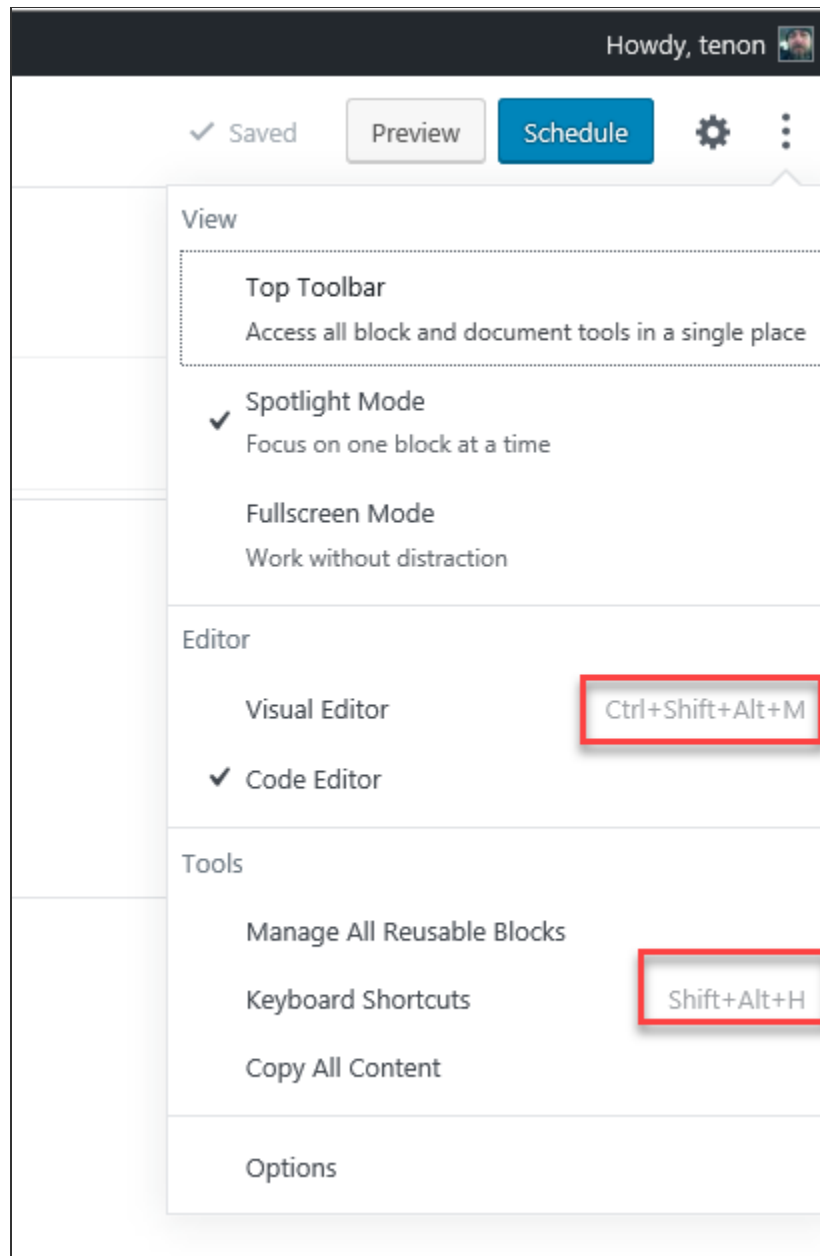 Howdy, tenon
Saved Preview Schedule
View
Top Toolbar
Access all block and document tools in a single place
Spotlight Mode
Focus on one block at a time
Fullscreen Mode
Work without distraction
Editor
Visual Editor Ctrl+Shift+Alt+M
Code Editor
Tools
Manage All Reusable Blocks
Keyboard Shortcuts Shift+Alt+H
Copy All Content
Options